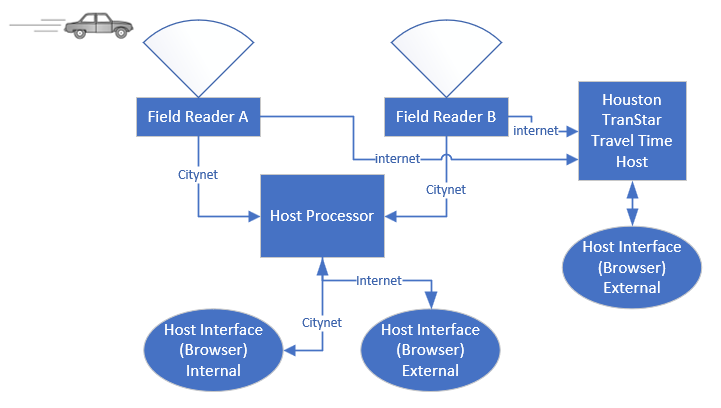 Field Reader A
Field Reader B
Houston
TranStar
Travel Time
Host
internet
internet
Citynet
Citynet
Host Processor
Host Interface
(Browser)
External
Internet
Citynet
Host Interface
(Browser)
Internal
Host Interface
(Browser)
External